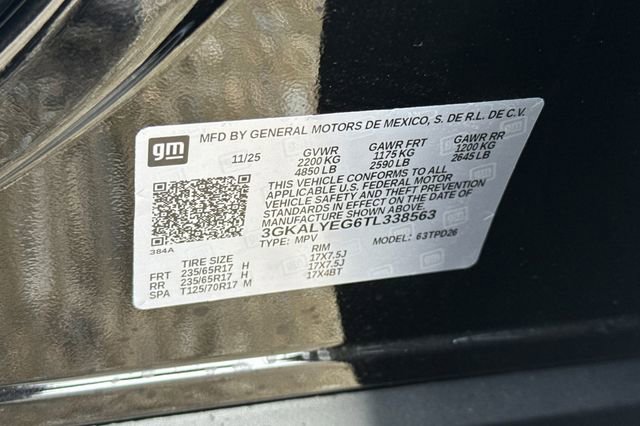 gm
MFD BY GENERAL MOTORS DE MEXICO, S. DE R.L. DE C.V.
11/25 GVWR GAWR FRT GAWR RR
2200 KG 1175 KG 1200 KG
4850 LB 2590 LB 2645 LB
THIS VEHICLE CONFORMS TO ALL
APPLICABLE U.S. FEDERAL MOTOR
VEHICLE SAFETY AND BUMPER
STANDARDS IN EFFECT ON THE DATE OF
MANUFACTURE SHOWN ABOVE.
3GKALYEG6TL338563
384A
TYPE: MPV MODEL: 63TPD26
TIRE SIZE RIM
FRT 235/65R17 H 17X7.5J
RR 235/65R17 H 17X7.5J
SPA T125/70R17 M 17X4BT